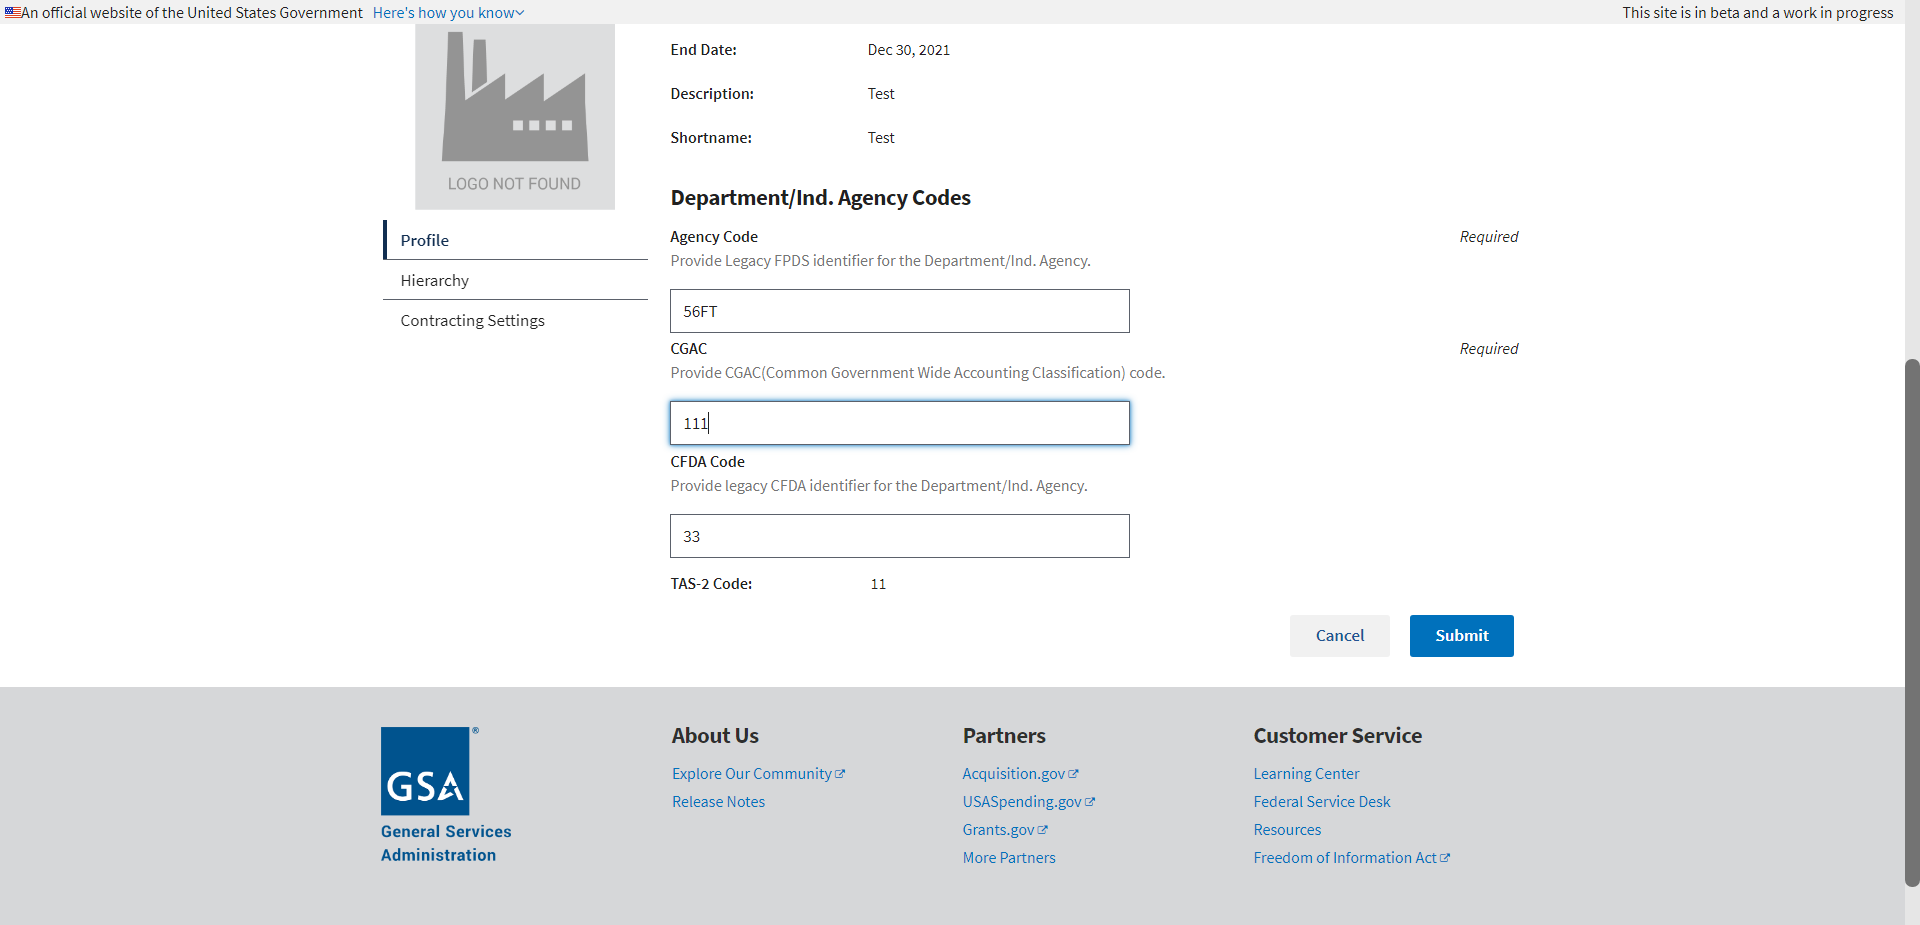 An official website of the United States Government Here's how you know
This site is in beta and a work in progress
LOGO NOT FOUND
Profile
Hierarchy
Contracting Settings
End Date: Dec 30, 2021
Description: Test
Shortname: Test
Department/Ind. Agency Codes
Agency Code Required
Provide Legacy FPDS identifier for the Department/Ind. Agency.
56FT
CGAC Required
Provide CGAC(Common Government Wide Accounting Classification) code.
111
CFDA Code
Provide legacy CFDA identifier for the Department/Ind. Agency.
33
TAS-2 Code: 11
Cancel Submit
GSA®
General Services
Administration
About Us
Explore Our Community
Release Notes
Partners
Acquisition.gov
USASpending.gov
Grants.gov
More Partners
Customer Service
Learning Center
Federal Service Desk
Resources
Freedom of Information Act